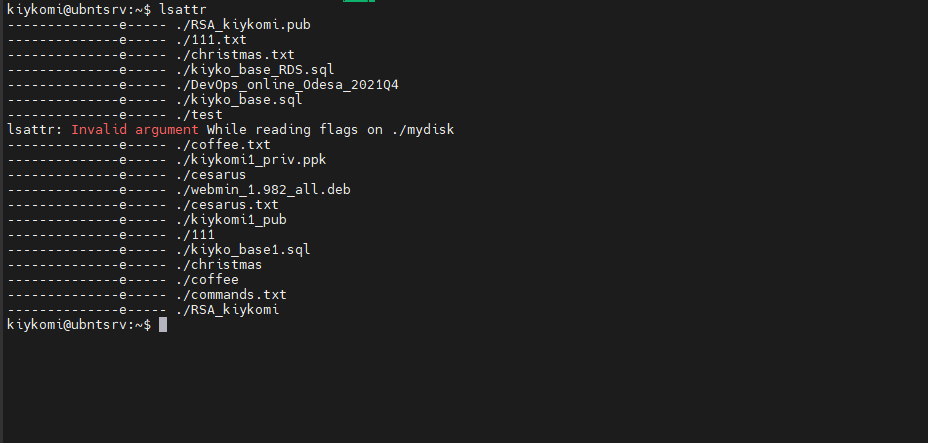 kiykomi@ubntsrv:~$ lsattr
--------------e----- ./RSA_kiykomi.pub
--------------e----- ./111.txt
--------------e----- ./christmas.txt
--------------e----- ./kiyko_base_RDS.sql
--------------e----- ./DevOps_online_Odesa_2021Q4
--------------e----- ./kiyko_base.sql
--------------e----- ./test
lsattr: Invalid argument While reading flags on ./mydisk
--------------e----- ./coffee.txt
--------------e----- ./kiykomi1_priv.ppk
--------------e----- ./cesarus
--------------e----- ./webmin_1.982_all.deb
--------------e----- ./cesarus.txt
--------------e----- ./kiykomi1_pub
--------------e----- ./111
--------------e----- ./kiyko_base1.sql
--------------e----- ./christmas
--------------e----- ./coffee
--------------e----- ./commands.txt
--------------e----- ./RSA_kiykomi
kiykomi@ubntsrv:~$